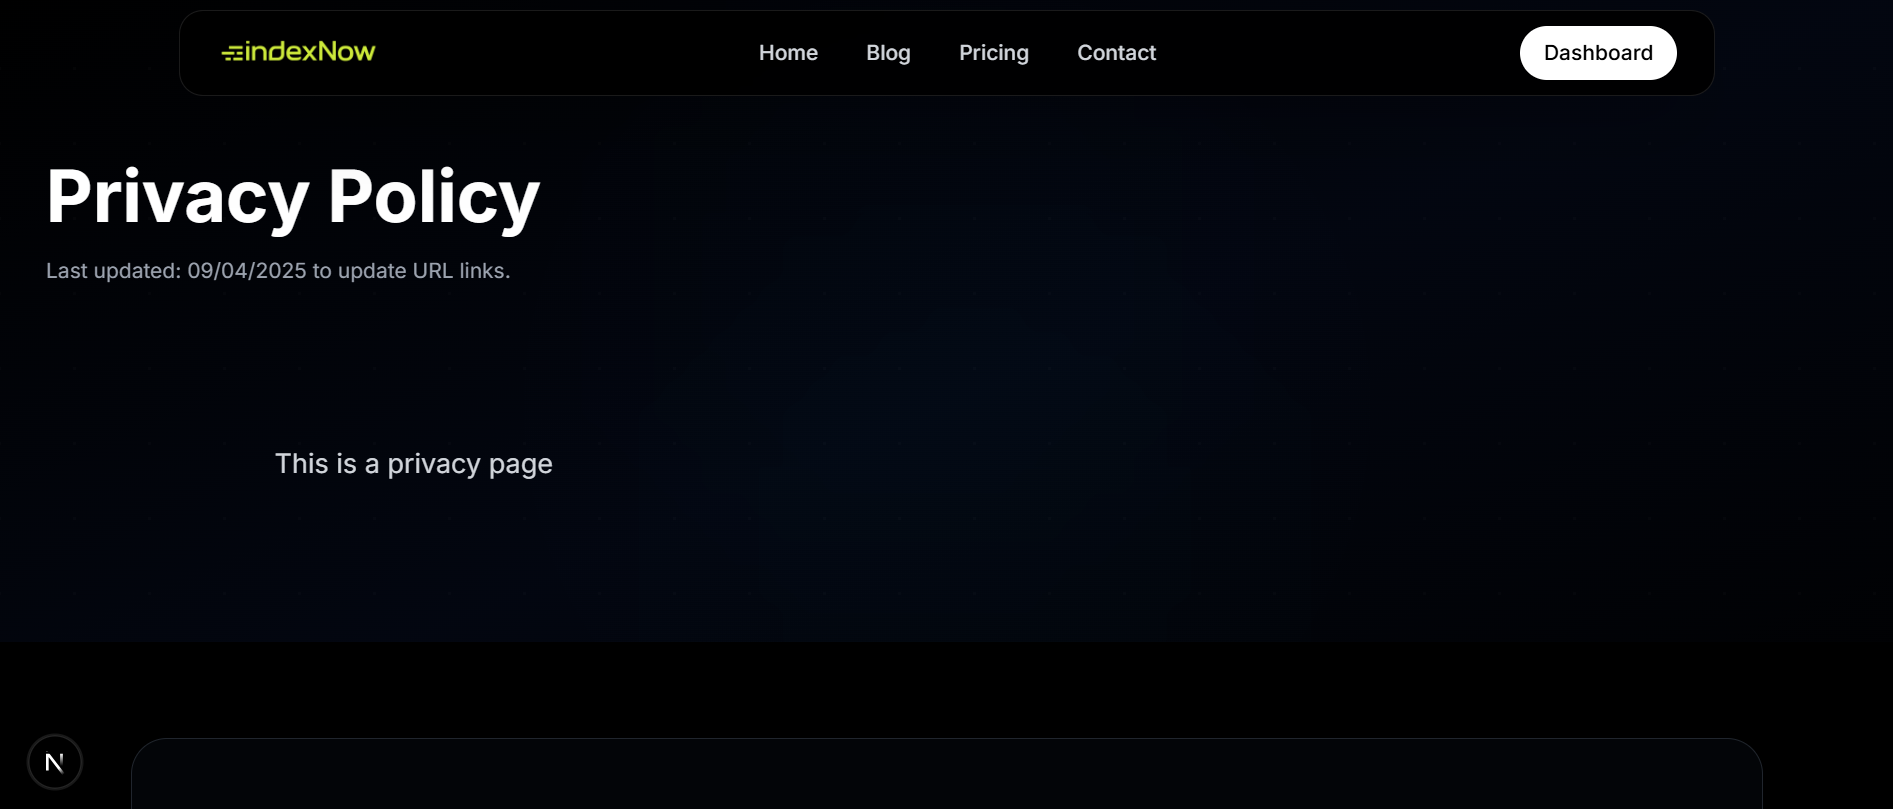 indexNow
Home
Blog
Pricing
Contact
Dashboard
Privacy Policy
Last updated: 09/04/2025 to update URL links.
This is a privacy page
N